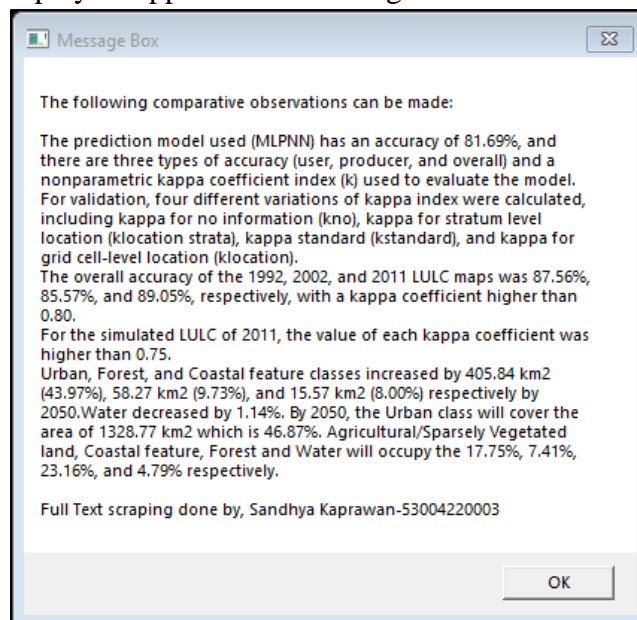 Message Box
The following comparative observations can be made:
The prediction model used (MLPNN) has an accuracy of 81.69%, and
there are three types of accuracy (user, producer, and overall) and a
nonparametric kappa coefficient index (k) used to evaluate the model.
For validation, four different variations of kappa index were calculated,
including kappa for no information (kno), kappa for stratum level
location (klocation strata), kappa standard (kstandard), and kappa for
grid cell-level location (klocation).
The overall accuracy of the 1992, 2002, and 2011 LULC maps was 87.56%,
85.57%, and 89.05%, respectively, with a kappa coefficient higher than
0.80.
For the simulated LULC of 2011, the value of each kappa coefficient was
higher than 0.75.
Urban, Forest, and Coastal feature classes increased by 405.84 km2
(43.97%), 58.27 km2 (9.73%), and 15.57 km2 (8.00%) respectively by
2050.Water decreased by 1.14%. By 2050, the Urban class will cover the
area of 1328.77 km2 which is 46.87%. Agricultural/Sparsely Vegetated
land, Coastal feature, Forest and Water will occupy the 17.75%, 7.41%,
23.16%, and 4.79% respectively.
Full Text scraping done by, Sandhya Kaprawan-53004220003
OK